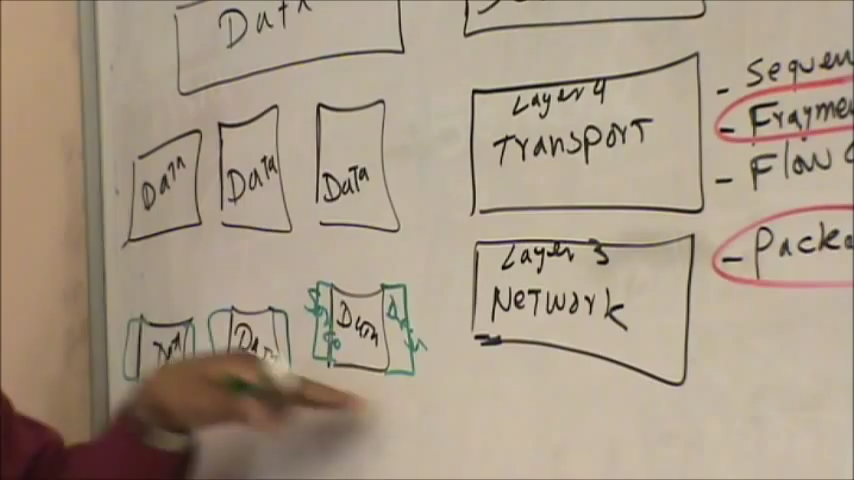 Data
Layer 4
Transport
- Sequen
- Fragme
- Flow C
Data
Data
Data
Layer 3
Network
- Packe
Data
Data
Data